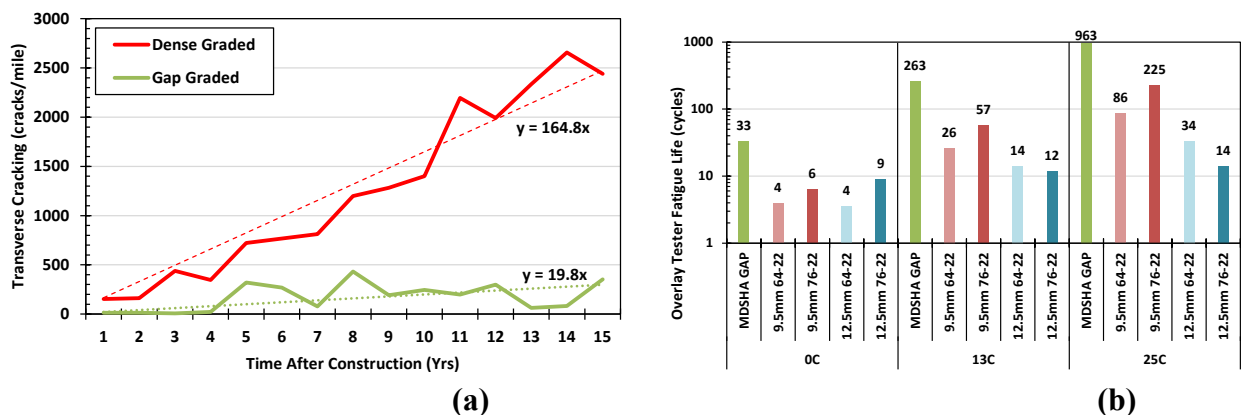 3000
2500
2000
1500
1000
500
0
Transverse Cracking (cracks/mile)
Dense Graded
Gap Graded
y = 164.8x
y = 19.8x
1 2 3 4 5 6 7 8 9 10 11 12 13 14 15
Time After Construction (Yrs)
(a)
1000
100
10
1
Overlay Tester Fatigue Life (cycles)
33 4 6 4 9 263 26 57 14 12 963 86 225 34 14
MDSHA GAP
9.5mm 64-22
9.5mm 76-22
12.5mm 64-22
12.5mm 76-22
MDSHA GAP
9.5mm 64-22
9.5mm 76-22
12.5mm 64-22
12.5mm 76-22
MDSHA GAP
9.5mm 64-22
9.5mm 76-22
12.5mm 64-22
12.5mm 76-22
0C 13C 25C
(b)